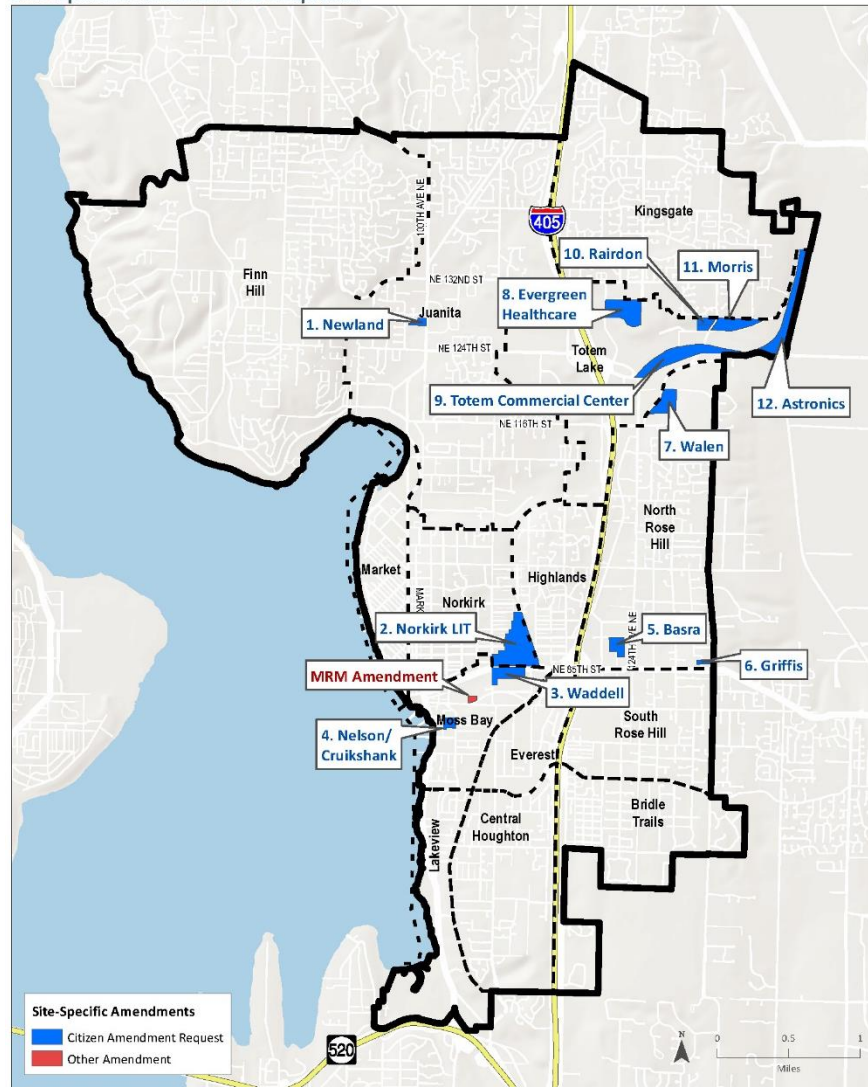 Kingsgate
405
10. Rairdon
11. Morris
100TH AVE NE
Finn
Hill
NE 132ND ST
8. Evergreen
Healthcare
Juanita
1. Newland
NE 124TH ST
Totem
Lake
9. Totem Commercial Center
12. Astronics
NE 116TH ST
7. Walen
North
Rose
Hill
Market
Highlands
MARK
Norkirk
2. Norkirk LIT
124TH AVE NE
5. Basra
6. Griffis
NE 85TH ST
MRM Amendment
3. Waddell
Moss Bay
South
Rose Hill
4. Nelson/
Cruikshank
Everest
Bridle
Trails
Central
Houghton
Lakeview
Site-Specific Amendments
Citizen Amendment Request
Other Amendment
520
N
0 0.5 1
Miles